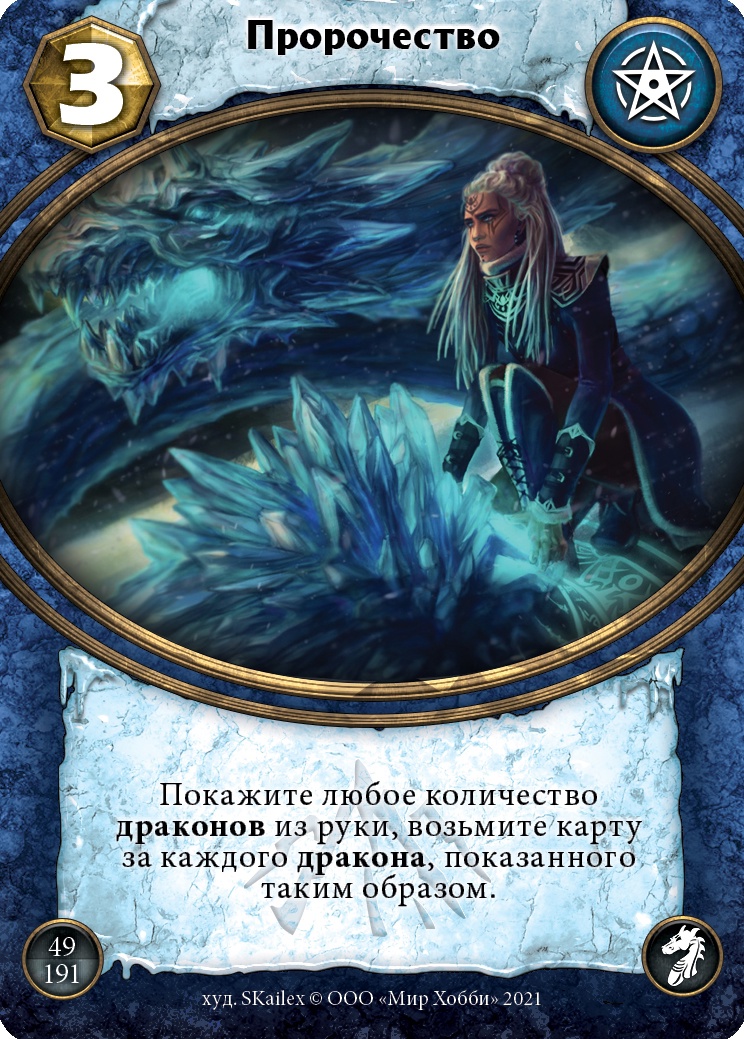 Пророчество
3
Покажите любое количество
драконов из руки, возьмите карту
за каждого дракона, показанного
таким образом.
49
191
худ. SKailex © ООО «Мир Хобби» 2021